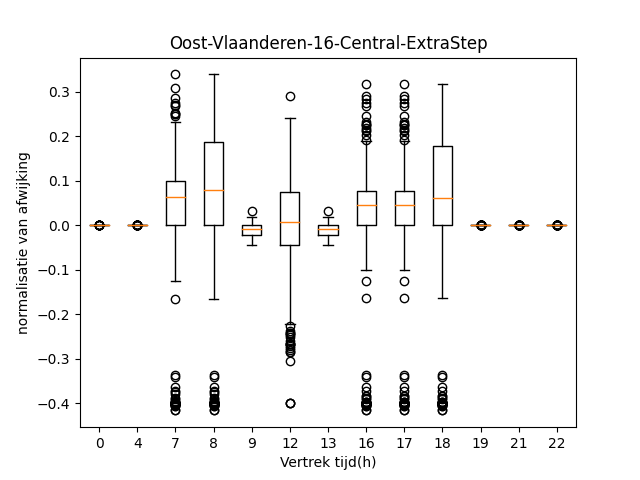 Oost-Vlaanderen-16-Central-ExtraStep
normalisatie van afwijking
0.3
0.2
0.1
0.0
−0.1
−0.2
−0.3
−0.4
0 4 7 8 9 12 13 16 17 18 19 21 22
Vertrek tijd(h)